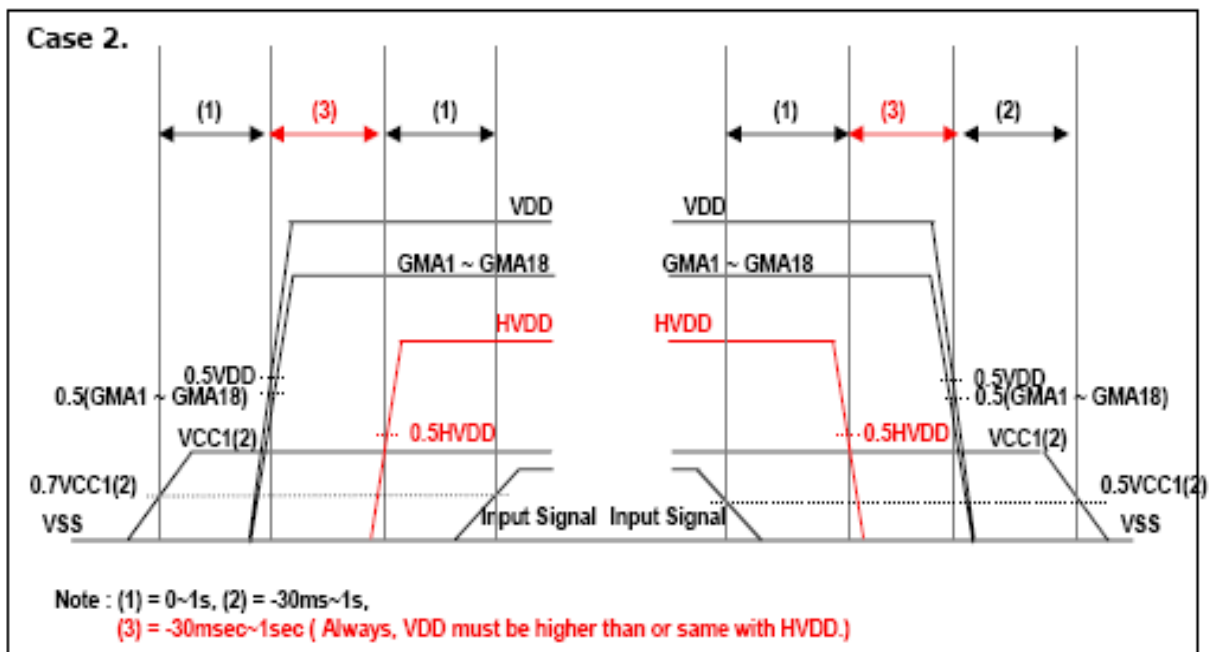 Case 2.
(1) (3) (1) (1) (3) (2)
VDD VDD
GMA1 ~ GMA18 GMA1 ~ GMA18
HVDD HVDD
0.5VDD 0.5VDD
0.5(GMA1 ~ GMA18) 0.5(GMA1 ~ GMA18)
VCC1(2) 0.5HVDD 0.5HVDD VCC1(2)
0.7VCC1(2) 0.5VCC1(2)
VSS Input Signal Input Signal VSS
Note : (1) = 0~1s, (2) = -30ms~1s,
(3) = -30msec~1sec ( Always, VDD must be higher than or same with HVDD.)